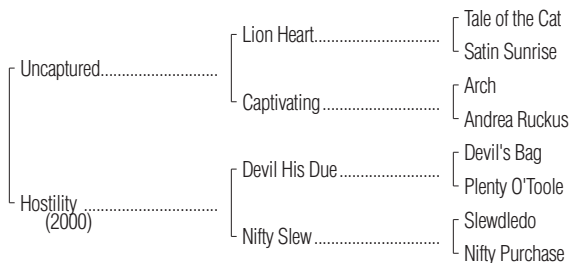 Tale of the Cat
Lion Heart
Satin Sunrise
Uncaptured
Arch
Captivating
Andrea Ruckus
Devil's Bag
Devil His Due
Plenty O'Toole
Hostility
(2000)
Slewdledo
Nifty Slew
Nifty Purchase